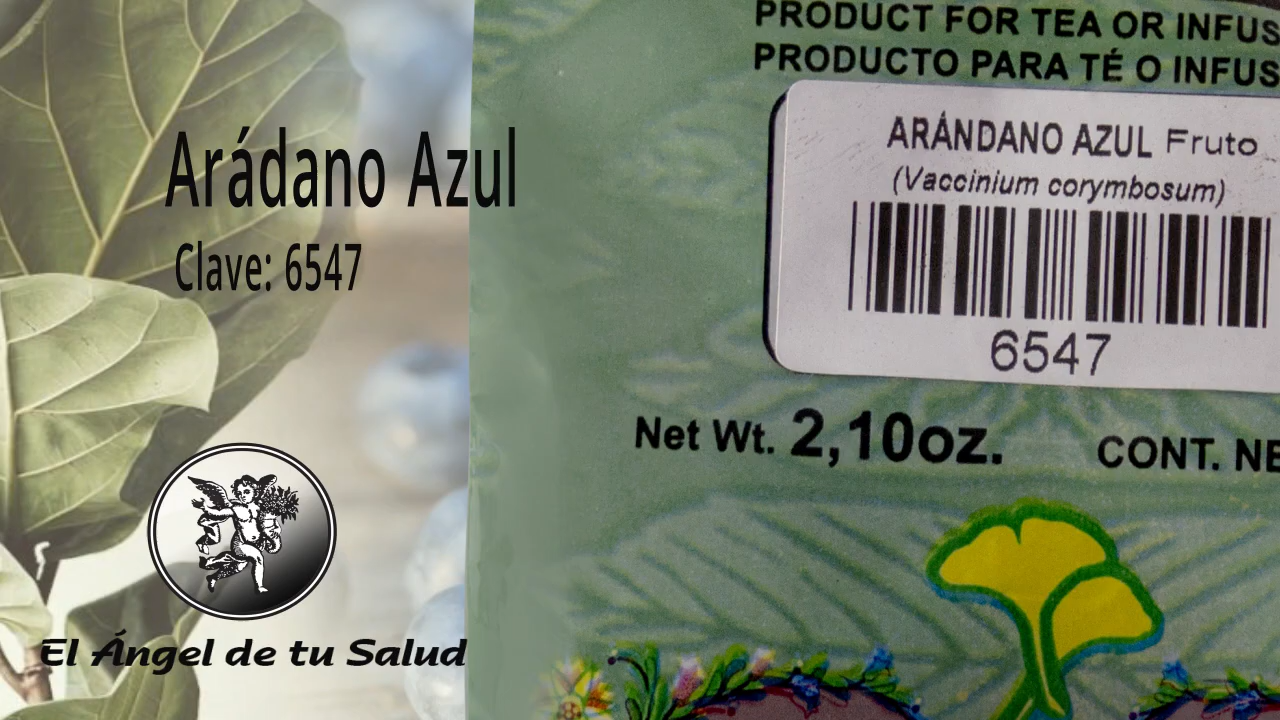 Arádano Azul
Clave: 6547
El Ángel de tu Salud
PRODUCT FOR TEA OR INFUS
PRODUCTO PARA TÉ O INFUS
ARÁNDANO AZUL Fruto
(Vaccinium corymbosum)
6547
Net Wt. 2,10oz. CONT. NE